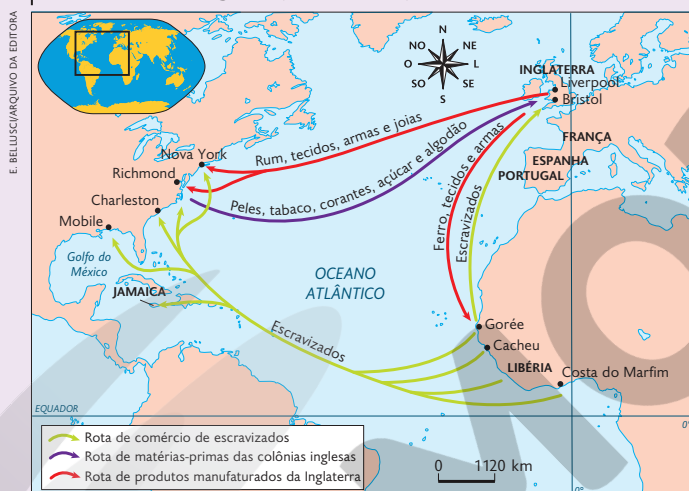 E. BELLUSCI/ARQUIVO DA EDITORA
N
NO
NE
O
L
SO
SE
S
INGLATERRA
Liverpool
Bristol
FRANÇA
ESPANHA
PORTUGAL
Nova York
Richmond
Charleston
Mobile
Golfo do
México
JAMAICA
Rum, tecidos, armas e joias
Peles, tabaco, corantes, açúcar e algodão
Ferro, tecidos e armas
Escravizados
OCEANO
ATLÂNTICO
Escravizados
Gorée
Cacheu
LIBÉRIA
Costa do Marfim
EQUADOR
0°
Rota de comércio de escravizados
Rota de matérias-primas das colônias inglesas
Rota de produtos manufaturados da Inglaterra
0 1120 km
0°